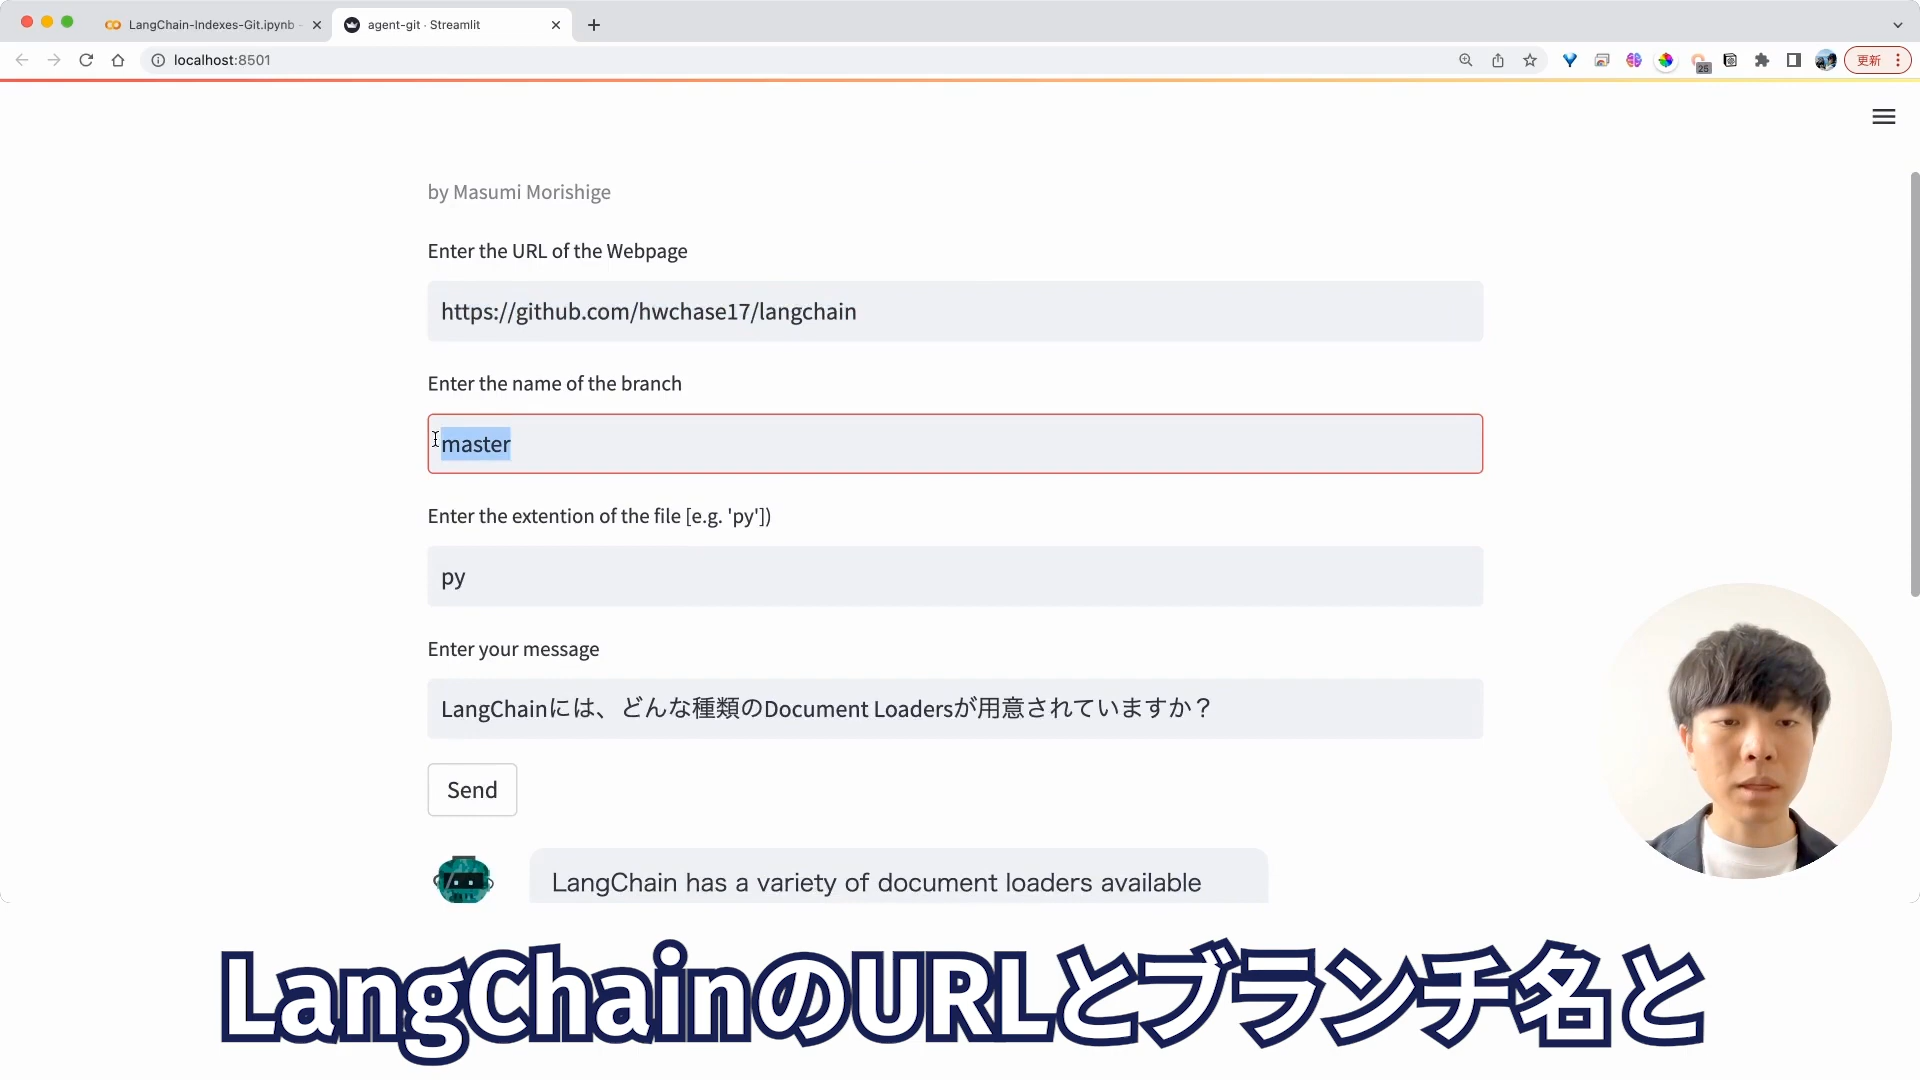 LangChain-Indexes-Git.ipynb
agent-git · Streamlit
localhost:8501
25
更新
by Masumi Morishige
Enter the URL of the Webpage
https://github.com/hwchase17/langchain
Enter the name of the branch
master
Enter the extention of the file [e.g. 'py'])
py
Enter your message
LangChainには、どんな種類のDocument Loadersが用意されていますか？
Send
LangChain has a variety of document loaders available
LangChainのURLとブランチ名と